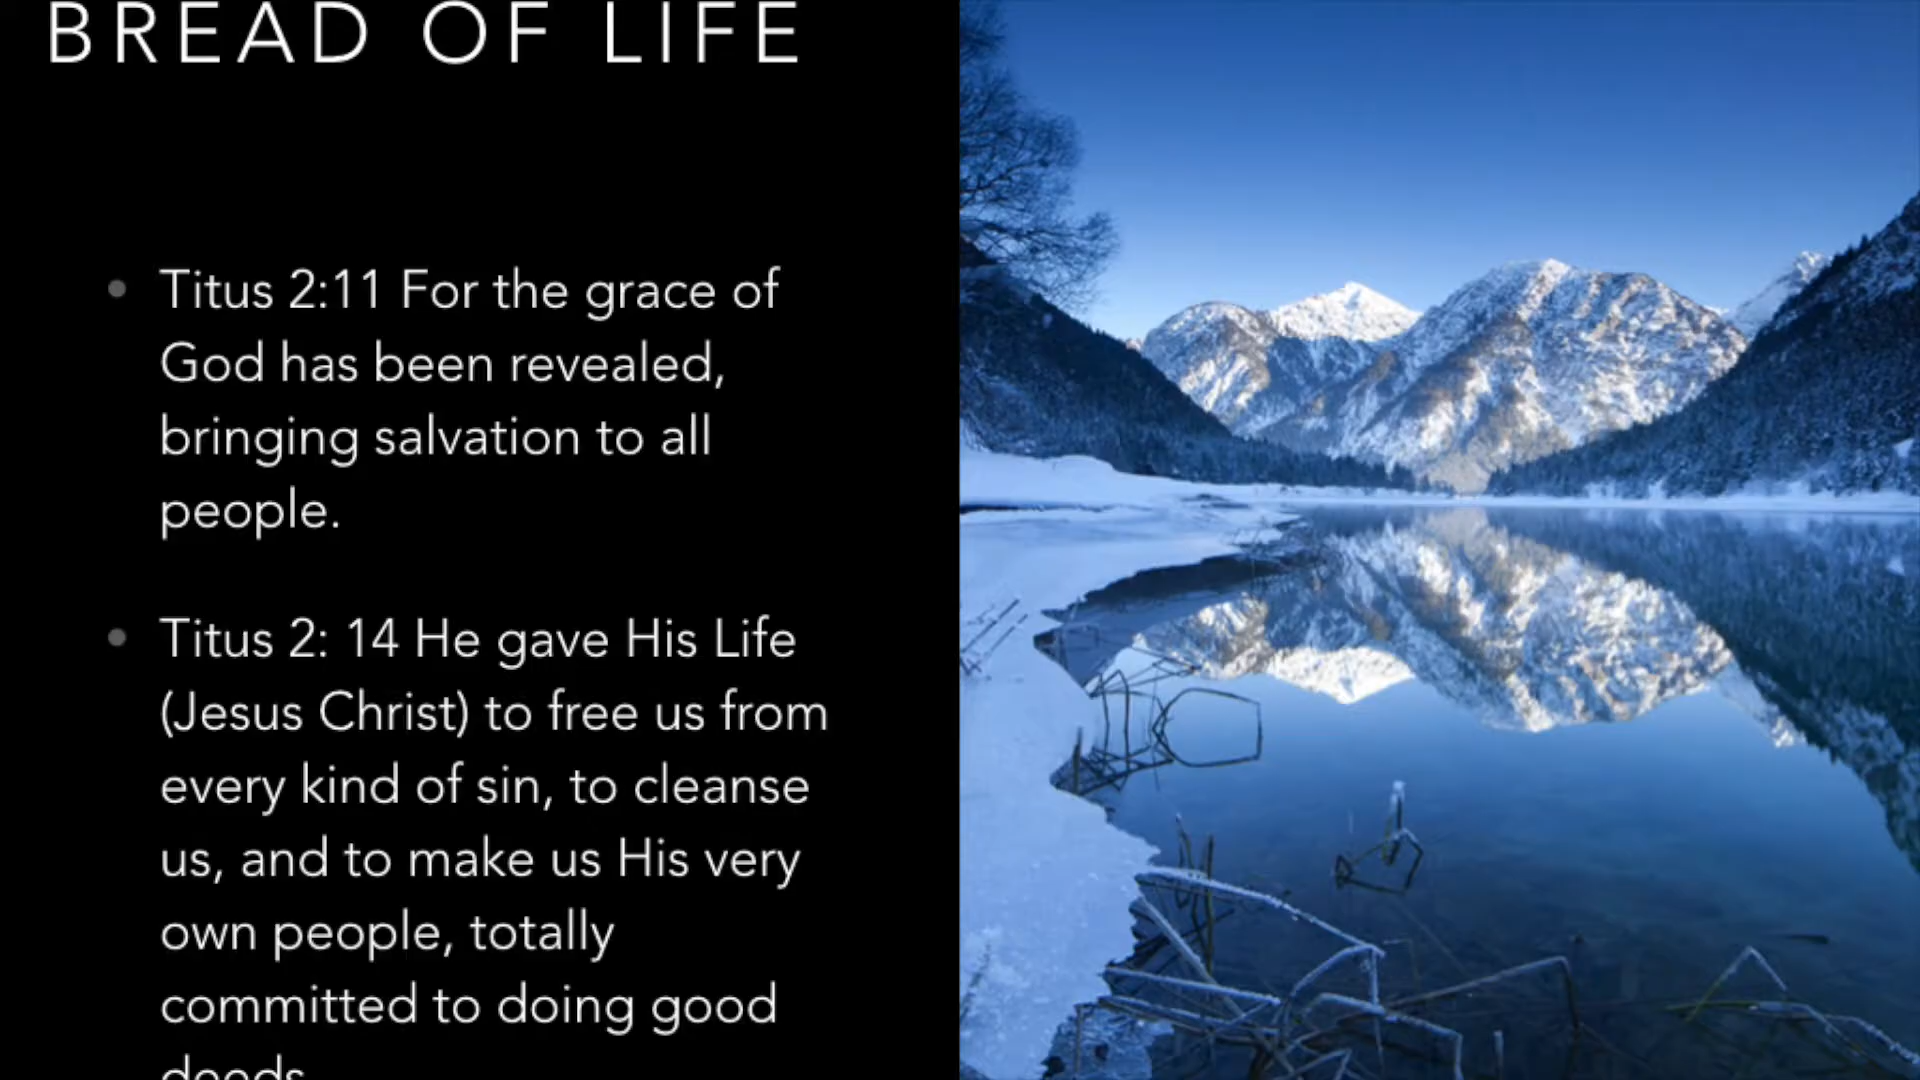 BREAD OF LIFE
• Titus 2:11 For the grace of
God has been revealed,
bringing salvation to all
people.
• Titus 2: 14 He gave His Life
(Jesus Christ) to free us from
every kind of sin, to cleanse
us, and to make us His very
own people, totally
committed to doing good
deeds